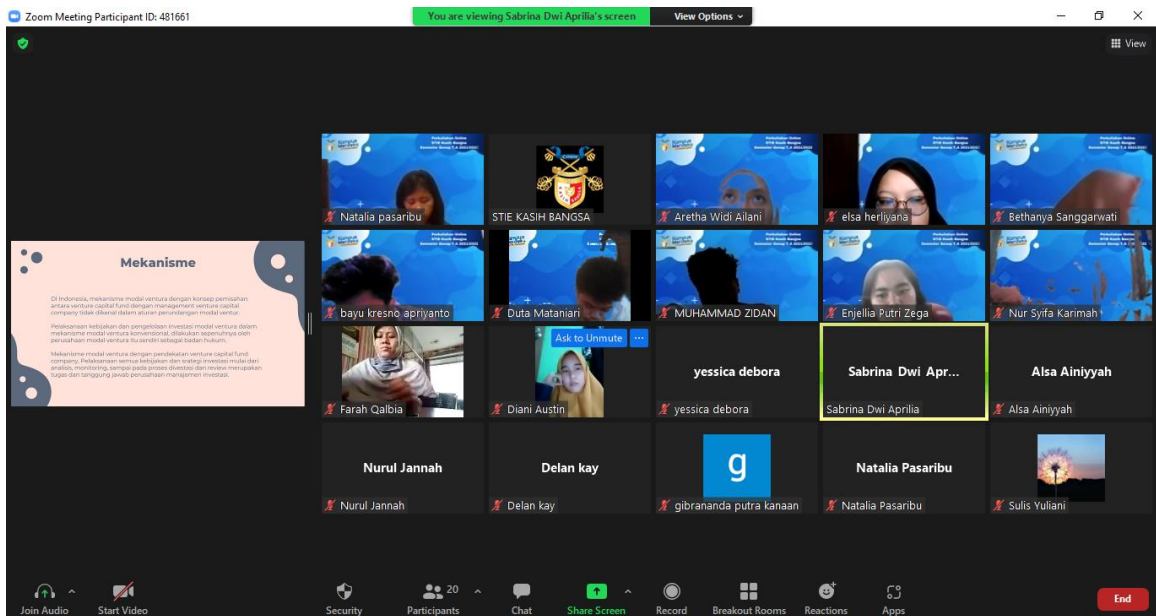 Zoom Meeting Participant ID: 481661
You are viewing Sabrina Dwi Aprilia's screen
View Options
View
Mekanisme
Di Indonesia, mekanisme modal ventura dengan konsep pemisahan
antara venture capital fund dengan management venture capital
company tidak dikenal dalam aturan perundangan modal ventur.
Pelaksanaan kebijakan dan pengelolaan investasi modal ventura dalam
mekanisme modal ventura konvensional, dilakukan sepenuhnya oleh
perusahaan modal ventura itu sendiri sebagai badan hukum.
Mekanisme modal ventura dengan pendekatan venture capital fund
company, Pelaksanaan semua kebijakan dan srategi investasi mulai dari
analisis, monitoring, sampai pada proses divestasi dan review merupakan
tugas dan tanggung jawab perusahaan manajemen investasi.
Natalia pasaribu
STIE KASIH BANGSA
Aretha Widi Ailani
elsa herliyana
Bethanya Sanggarwati
bayu kresno apriyanto
Duta Mataniari
MUHAMMAD ZIDAN
Enjellia Putri Zega
Nur Syifa Karimah
Farah Qalbia
Ask to Unmute
Diani Austin
yessica debora
yessica debora
Sabrina Dwi Apr...
Sabrina Dwi Aprilia
Alsa Ainiyyah
Alsa Ainiyyah
Nurul Jannah
Nurul Jannah
Delan kay
Delan kay
g
gibrananda putra kanaan
Natalia Pasaribu
Natalia Pasaribu
Sulis Yuliani
Join Audio
Start Video
Security
Participants
20
Chat
Share Screen
Record
Breakout Rooms
Reactions
Apps
End